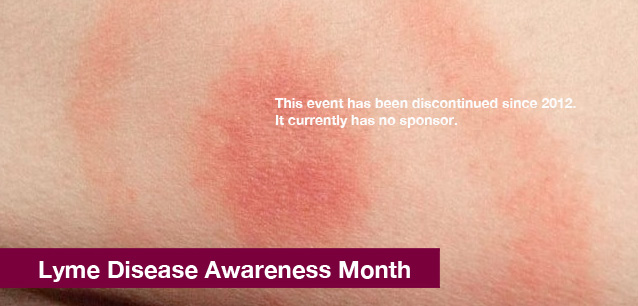 This event has been discontinued since 2012.
It currently has no sponsor.
Lyme Disease Awareness Month